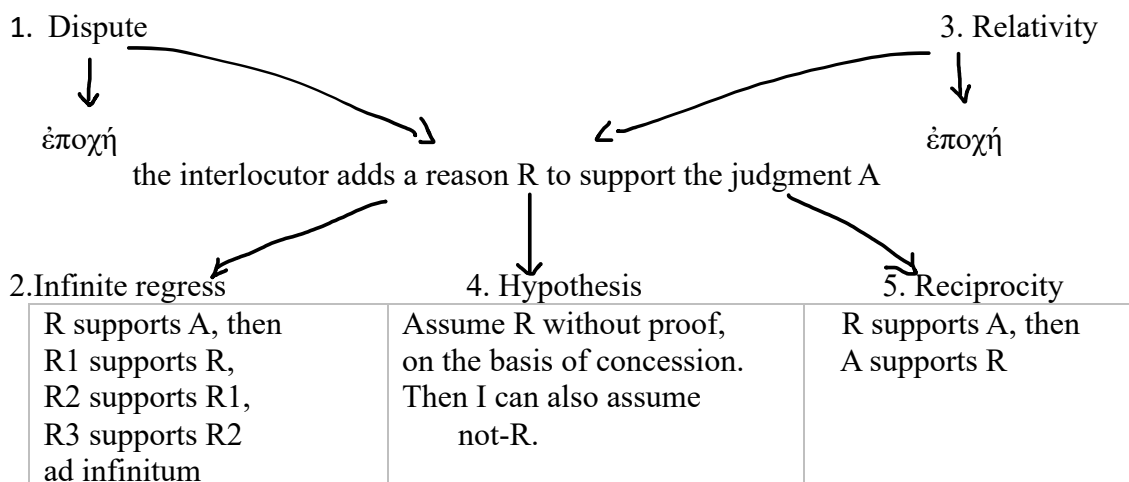 1. Dispute
3. Relativity
ἐποχή
ἐποχή
the interlocutor adds a reason R to support the judgment A
2.Infinite regress
4. Hypothesis
5. Reciprocity
R supports A, then
R1 supports R,
R2 supports R1,
R3 supports R2
ad infinitum
Assume R without proof,
on the basis of concession.
Then I can also assume
not-R.
R supports A, then
A supports R